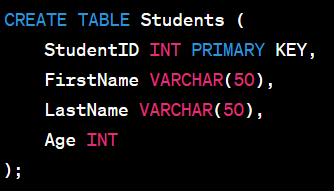 CREATE TABLE Students (
    StudentID INT PRIMARY KEY,
    FirstName VARCHAR(50),
    LastName VARCHAR(50),
    Age INT
);